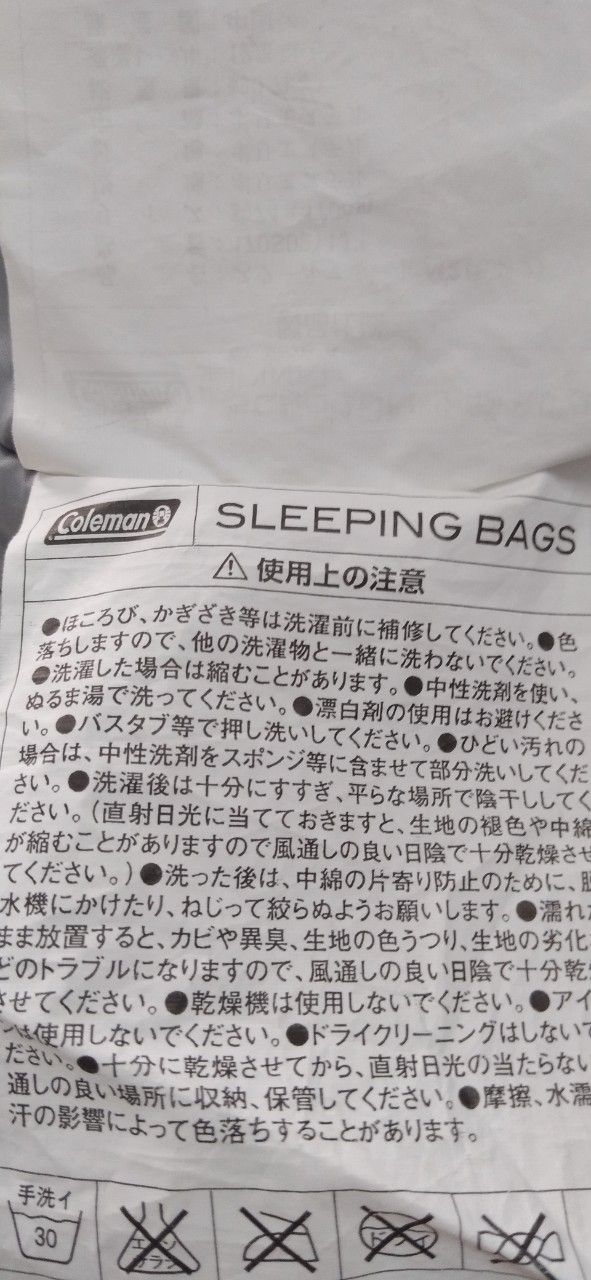 Coleman
SLEEPING BAGS
使用上の注意
●ほころび、かぎざき等は洗濯前に補修してください。●色
落ちしますので、他の洗濯物と一緒に洗わないでください。
●洗濯した場合は縮むことがあります。●中性洗剤を使い、
ぬるま湯で洗ってください。●漂白剤の使用はお避けくださ
い。●バスタブ等で押し洗いしてください。●ひどい汚れの
場合は、中性洗剤をスポンジ等に含ませて部分洗いしてくだ
さい。●洗濯後は十分にすすぎ、平らな場所で陰干ししてく
ださい。（直射日光に当てておきますと、生地の褪色や中綿
が縮むことがありますので風通しの良い日陰で十分乾燥させ
てください。）●洗った後は、中綿の片寄り防止のために、脱
水機にかけたり、ねじって絞らぬようお願いします。●濡れた
まま放置すると、カビや異臭、生地の色うつり、生地の劣化
どのトラブルになりますので、風通しの良い日陰で十分乾
させてください。●乾燥機は使用しないでください。●アイ
は使用しないでください。●ドライクリーニングはしないで
ださい。●十分に乾燥させてから、直射日光の当たらない
通しの良い場所に収納、保管してください。●摩擦、水濡
汗の影響によって色落ちすることがあります。
手洗イ
30
エンソ
サラシ
ドライ